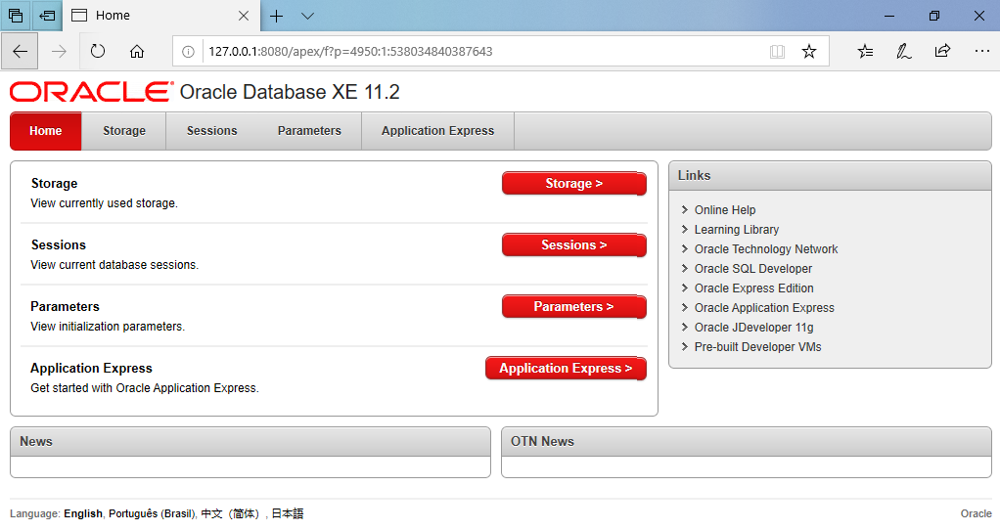 Home
127.0.0.1:8080/apex/f?p=4950:1:538034840387643
ORACLE Oracle Database XE 11.2
Home Storage Sessions Parameters Application Express
Storage
View currently used storage.
Storage >
Sessions
View current database sessions.
Sessions >
Parameters
View initialization parameters.
Parameters >
Application Express
Get started with Oracle Application Express.
Application Express >
Links
Online Help
Learning Library
Oracle Technology Network
Oracle SQL Developer
Oracle Express Edition
Oracle Application Express
Oracle JDeveloper 11g
Pre-built Developer VMs
News
OTN News
Language: English, Português (Brasil), 中文（简体）, 日本語
Oracle